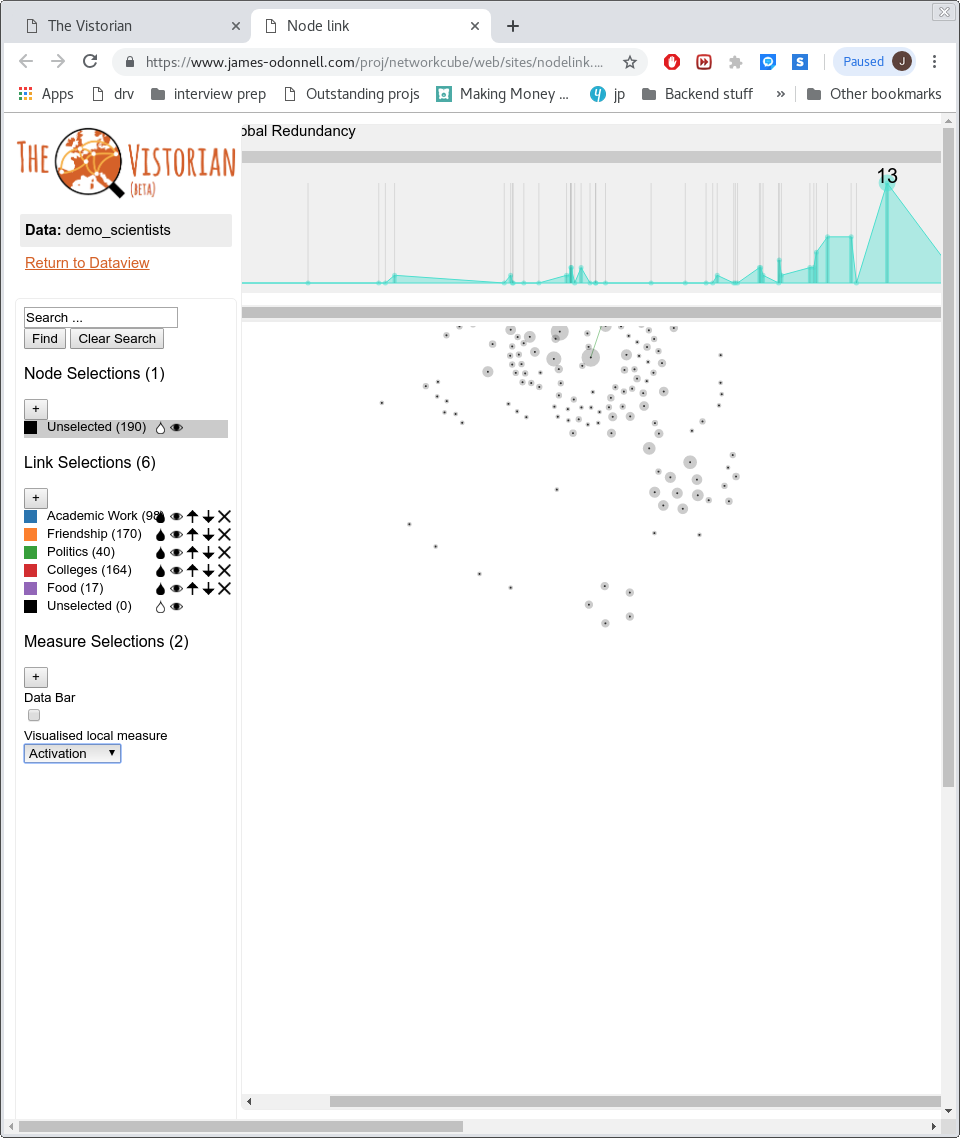 The Vistorian
Node link
https://www.james-odonnell.com/proj/networkcube/web/sites/nodelink....
Paused J
Apps drv interview prep Outstanding projs Making Money ... jp Backend stuff » Other bookmarks
obal Redundancy
THE VISTORIAN
(BETA)
13
Data: demo_scientists
Return to Dataview
Search ...
Find Clear Search
Node Selections (1)
+
Unselected (190)
Link Selections (6)
+
Academic Work (98
Friendship (170)
Politics (40)
Colleges (164)
Food (17)
Unselected (0)
Measure Selections (2)
+
Data Bar
Visualised local measure
Activation